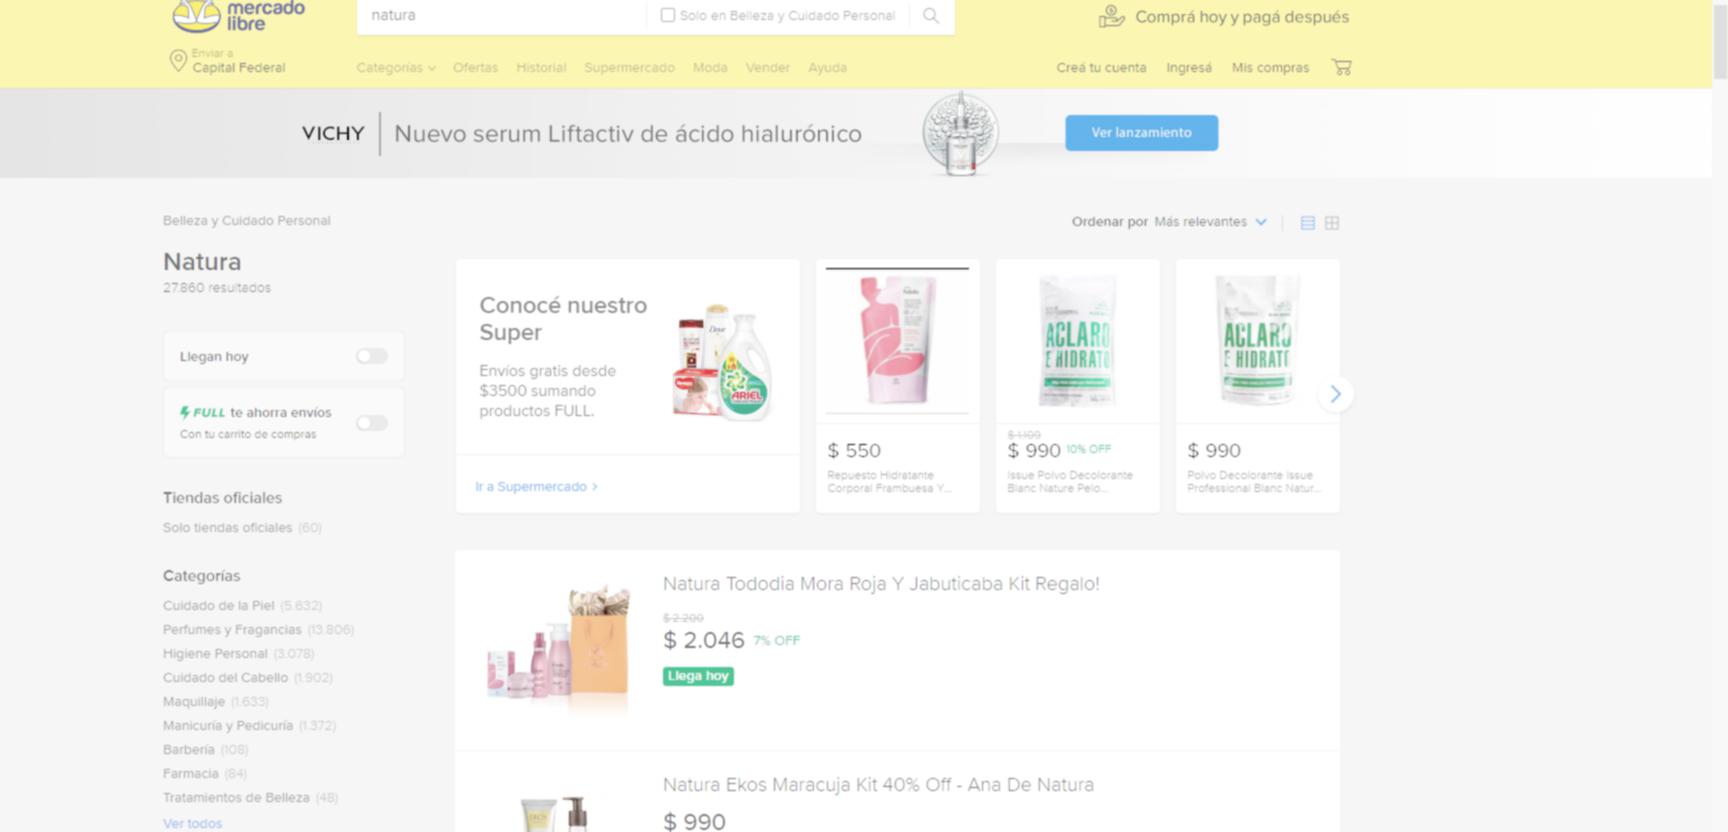 mercado
libre
natura
Solo en Belleza y Cuidado Personal
Comprá hoy y pagá después
Enviar a
Capital Federal
Categorías
Ofertas
Historial
Supermercado
Moda
Vender
Ayuda
Creá tu cuenta
Ingresá
Mis compras
VICHY
Nuevo serum Liftactiv de ácido hialurónico
Ver lanzamiento
Belleza y Cuidado Personal
Ordenar por Más relevantes
Natura
27.860 resultados
Llegan hoy
FULL te ahorra envíos
Con tu carrito de compras
Tiendas oficiales
Solo tiendas oficiales (60)
Categorías
Cuidado de la Piel (5.632)
Perfumes y Fragancias (13.806)
Higiene Personal (3.078)
Cuidado del Cabello (1.902)
Maquillaje (1.633)
Manicuría y Pedicuría (1.372)
Barbería (108)
Farmacia (84)
Tratamientos de Belleza (48)
Ver todos
Conocé nuestro
Super
Envíos gratis desde
$3500 sumando
productos FULL.
Dove
ARIEL
Ir a Supermercado >
$ 550
Repuesto Hidratante
Corporal Frambuesa Y...
ACLARO
E HIDRATO
$ 1.100
$ 990 10% OFF
Issue Polvo Decolorante
Blanc Nature Pelo...
ACLARO
E HIDRATO
$ 990
Polvo Decolorante Issue
Professional Blanc Natur...
Natura Tododia Mora Roja Y Jabuticaba Kit Regalo!
$ 2.200
$ 2.046 7% OFF
Llega hoy
Natura Ekos Maracuja Kit 40% Off - Ana De Natura
$ 990